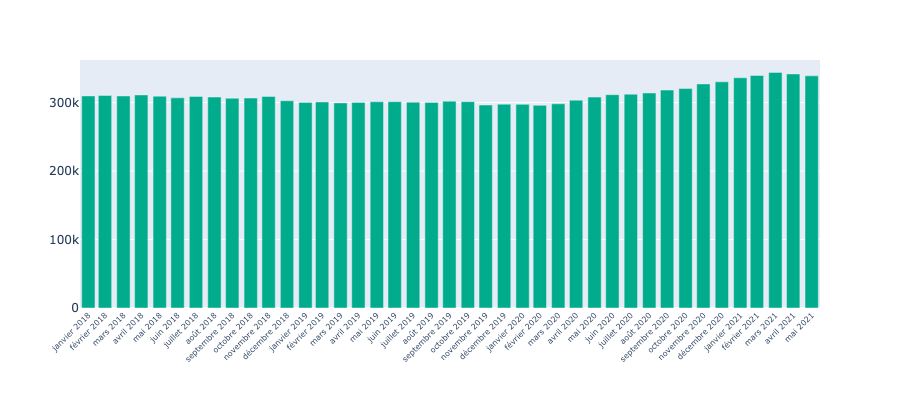 300k
200k
100k
0
janvier 2018
février 2018
mars 2018
avril 2018
mai 2018
juin 2018
juillet 2018
août 2018
septembre 2018
octobre 2018
novembre 2018
décembre 2018
janvier 2019
février 2019
mars 2019
avril 2019
mai 2019
juin 2019
juillet 2019
août 2019
septembre 2019
octobre 2019
novembre 2019
décembre 2019
janvier 2020
février 2020
mars 2020
avril 2020
mai 2020
juin 2020
juillet 2020
août 2020
septembre 2020
octobre 2020
novembre 2020
décembre 2020
janvier 2021
février 2021
mars 2021
avril 2021
mai 2021